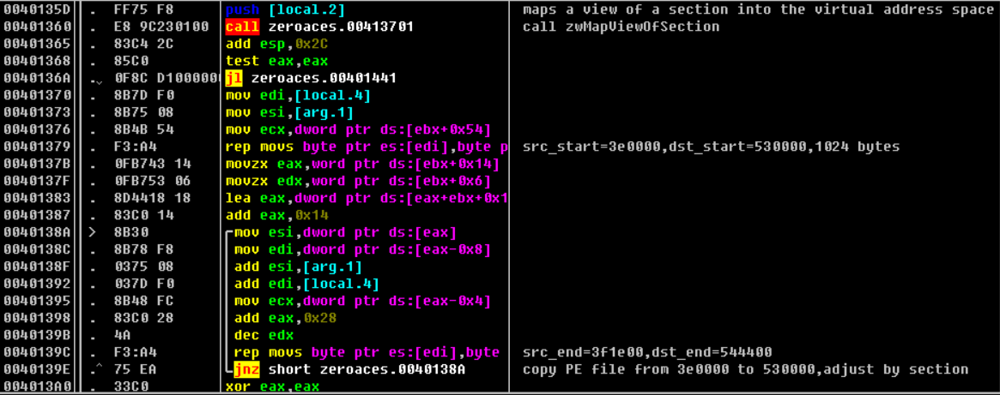 0040135D . FF75 F8 push [local.2] maps a view of a section into the virtual address space
00401360 . E8 9C230100 call zeroaces.00413701 call zwMapViewOfSection
00401365 . 83C4 2C add esp,0x2C
00401368 . 85C0 test eax,eax
0040136A .˅ 0F8C D1000000 jl zeroaces.00401441
00401370 . 8B7D F0 mov edi,[local.4]
00401373 . 8B75 08 mov esi,[arg.1]
00401376 . 8B4B 54 mov ecx,dword ptr ds:[ebx+0x54]
00401379 . F3:A4 rep movs byte ptr es:[edi],byte p src_start=3e0000,dst_start=530000,1024 bytes
0040137B . 0FB743 14 movzx eax,word ptr ds:[ebx+0x14]
0040137F . 0FB753 06 movzx edx,word ptr ds:[ebx+0x6]
00401383 . 8D4418 18 lea eax,dword ptr ds:[eax+ebx+0x1
00401387 . 83C0 14 add eax,0x14
0040138A > 8B30 mov esi,dword ptr ds:[eax]
0040138C . 8B78 F8 mov edi,dword ptr ds:[eax-0x8]
0040138F . 0375 08 add esi,[arg.1]
00401392 . 037D F0 add edi,[local.4]
00401395 . 8B48 FC mov ecx,dword ptr ds:[eax-0x4]
00401398 . 83C0 28 add eax,0x28
0040139B . 4A dec edx
0040139C . F3:A4 rep movs byte ptr es:[edi],byte src_end=3f1e00,dst_end=544400
0040139E .^ 75 EA jnz short zeroaces.0040138A copy PE file from 3e0000 to 530000,adjust by section
004013A0 . 33C0 xor eax,eax